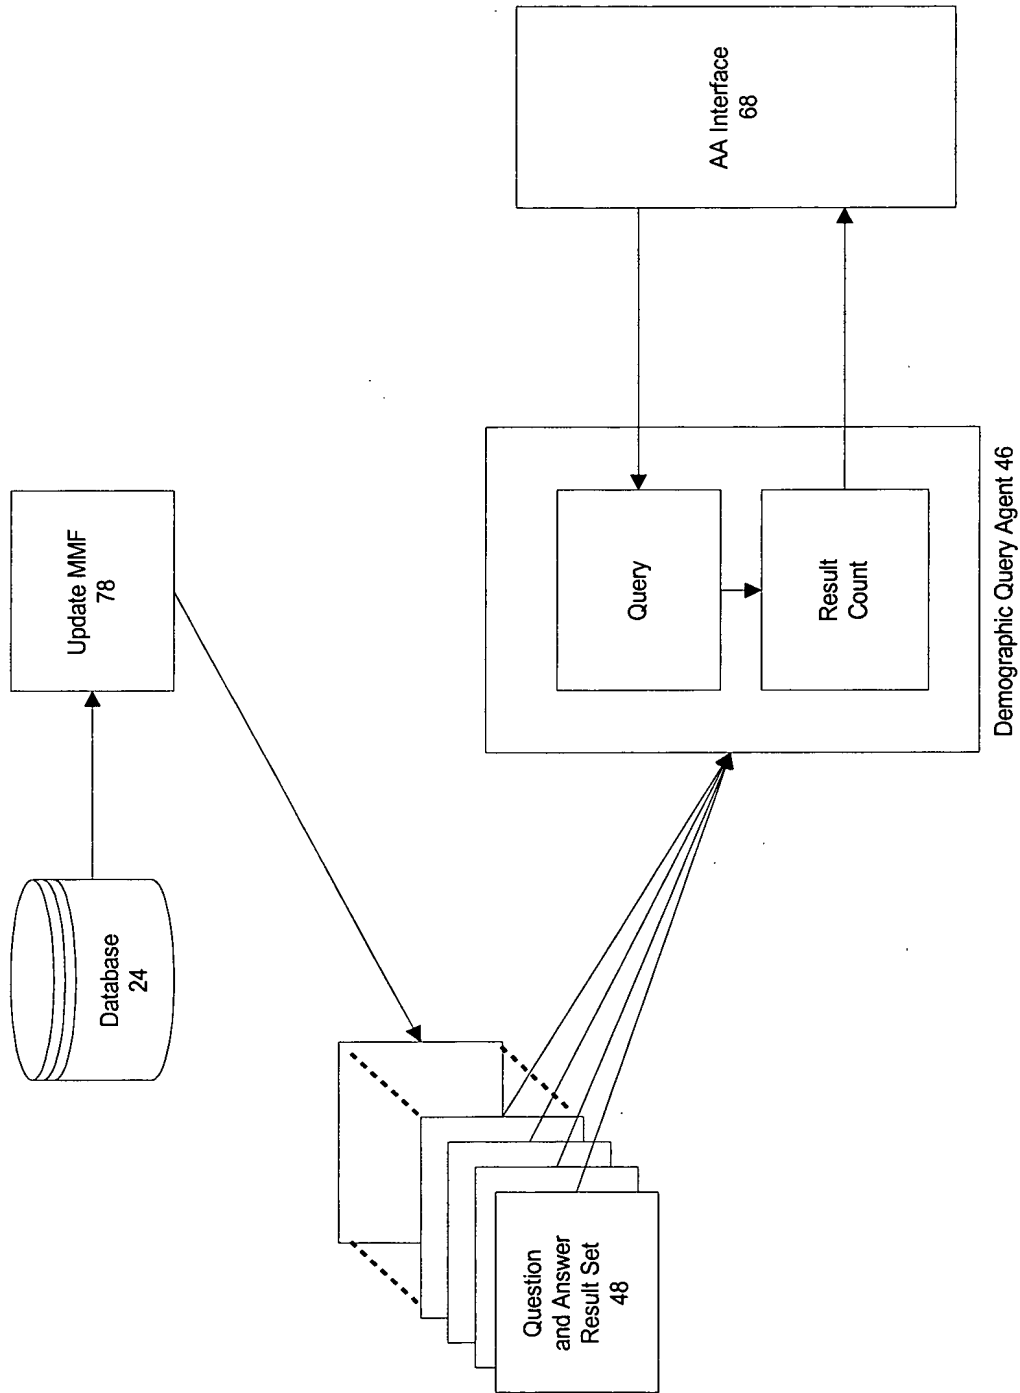 Database
24
Update MMF
78
Question
and Answer
Result Set
48
Query
Result
Count
Demographic Query Agent 46
AA Interface
68